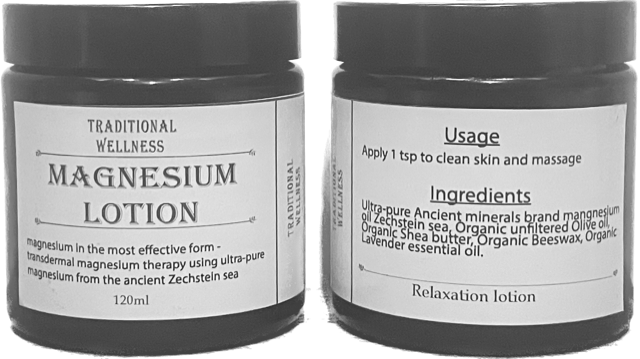 TRADITIONAL
WELLNESS
MAGNESIUM
LOTION
magnesium in the most effective form -
transdermal magnesium therapy using ultra-pure
magnesium from the ancient Zechstein sea
120ml
TRADITIONAL
WELLNESS
TRADITIONAL
WELLNESS
Usage
Apply 1 tsp to clean skin and massage
Ingredients
Ultra-pure Ancient minerals brand mangnesium
oil Zechstein sea, Organic unfiltered Olive oil,
Organic Shea butter, Organic Beeswax, Organic
Lavender essential oil.
Relaxation lotion